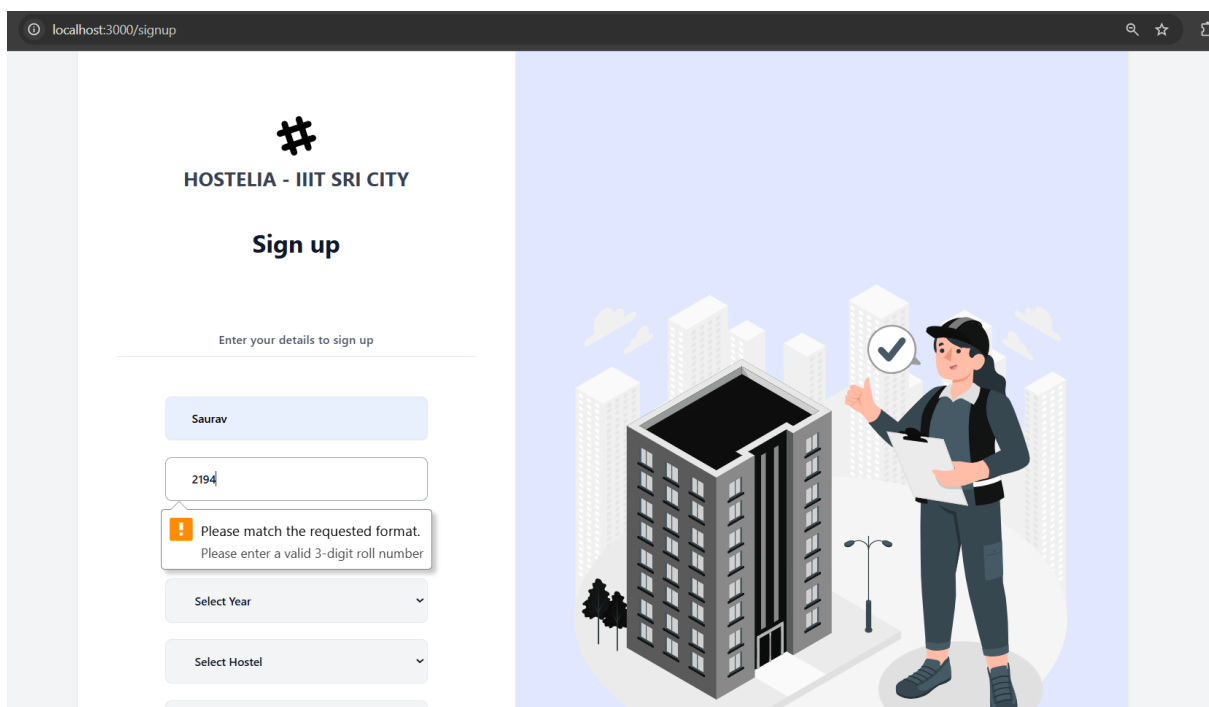 localhost:3000/signup
HOSTELIA - IIIT SRI CITY
Sign up
Enter your details to sign up
Saurav
2194
Please match the requested format.
Please enter a valid 3-digit roll number
Select Year
Select Hostel